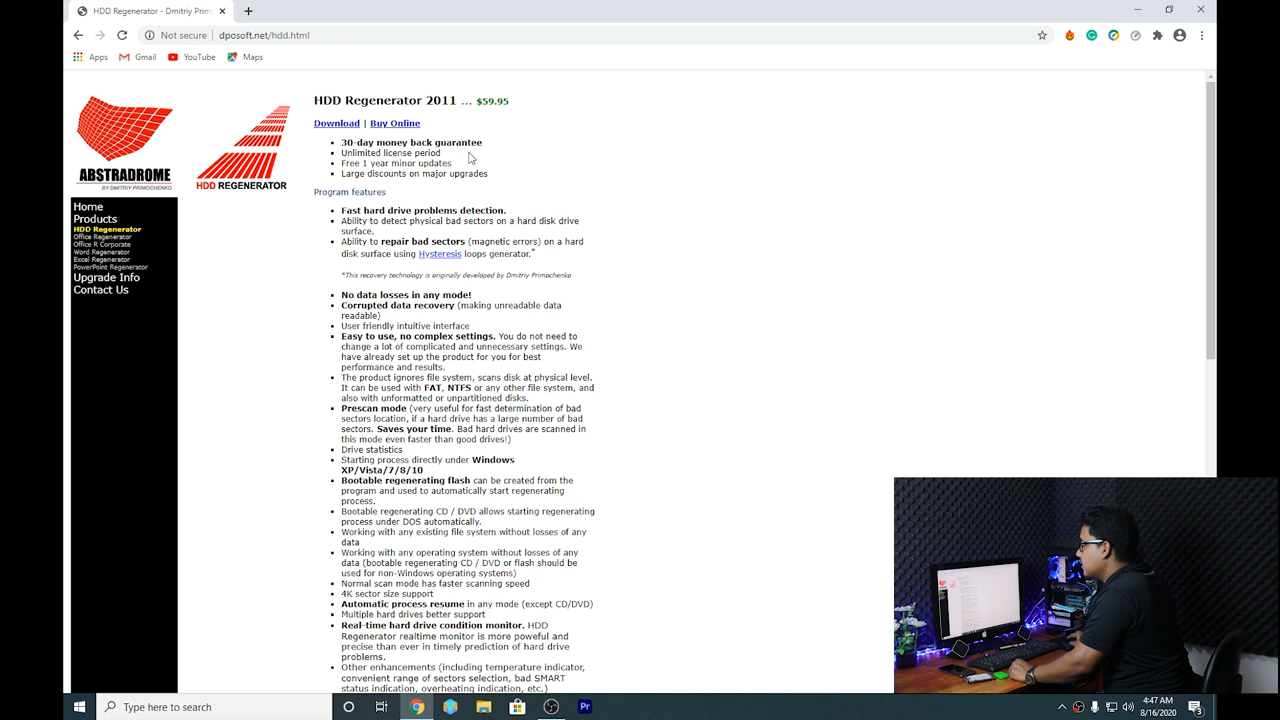 HDD Regenerator - Dmitriy Prim
Not secure | dposoft.net/hdd.html
Apps Gmail YouTube Maps
ABSTRADROME
BY DMITRIY PRIMOCHENKO
HDD REGENERATOR
Home
Products
HDD Regenerator
Office Regenerator
Office R Corporate
Word Regenerator
Excel Regenerator
PowerPoint Regenerator
Upgrade Info
Contact Us
HDD Regenerator 2011 ... $59.95
Download | Buy Online
30-day money back guarantee
Unlimited license period
Free 1 year minor updates
Large discounts on major upgrades
Program features
Fast hard drive problems detection.
Ability to detect physical bad sectors on a hard disk drive
surface.
Ability to repair bad sectors (magnetic errors) on a hard
disk surface using Hysteresis loops generator.*
*This recovery technology is originally developed by Dmitriy Primochenko
No data losses in any mode!
Corrupted data recovery (making unreadable data
readable)
User friendly intuitive interface
Easy to use, no complex settings. You do not need to
change a lot of complicated and unnecessary settings. We
have already set up the product for you for best
performance and results.
The product ignores file system, scans disk at physical level.
It can be used with FAT, NTFS or any other file system, and
also with unformatted or unpartitioned disks.
Prescan mode (very useful for fast determination of bad
sectors location, if a hard drive has a large number of bad
sectors. Saves your time. Bad hard drives are scanned in
this mode even faster than good drives!)
Drive statistics
Starting process directly under Windows
XP/Vista/7/8/10
Bootable regenerating flash can be created from the
program and used to automatically start regenerating
process.
Bootable regenerating CD / DVD allows starting regenerating
process under DOS automatically.
Working with any existing file system without losses of any
data
Working with any operating system without losses of any
data (bootable regenerating CD / DVD or flash should be
used for non-Windows operating systems)
Normal scan mode has faster scanning speed
4K sector size support
Automatic process resume in any mode (except CD/DVD)
Multiple hard drives better support
Real-time hard drive condition monitor. HDD
Regenerator realtime monitor is more powerful and
precise than ever in timely prediction of hard drive
problems.
Other enhancements (including temperature indicator,
convenient range of sectors selection, bad SMART
status indication, overheating indication, etc.)
Type here to search
Pr
4:47 AM
8/16/2020
3